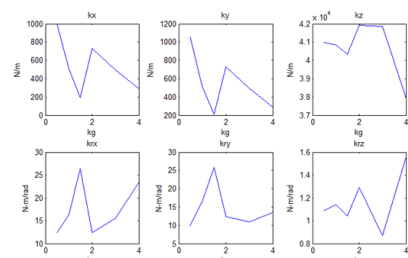 kx
ky
kz
x 10⁴
1000
800
600
400
200
0
N/m
0 2 4
kg
1200
1000
800
600
400
200
N/m
0 2 4
kg
4.2
4.1
4
3.9
3.8
3.7
N/m
0 2 4
kg
krx
kry
krz
30
25
20
15
10
N-m/rad
0 2 4
30
25
20
15
10
5
N-m/rad
0 2 4
1.6
1.4
1.2
1
0.8
N-m/rad
0 2 4